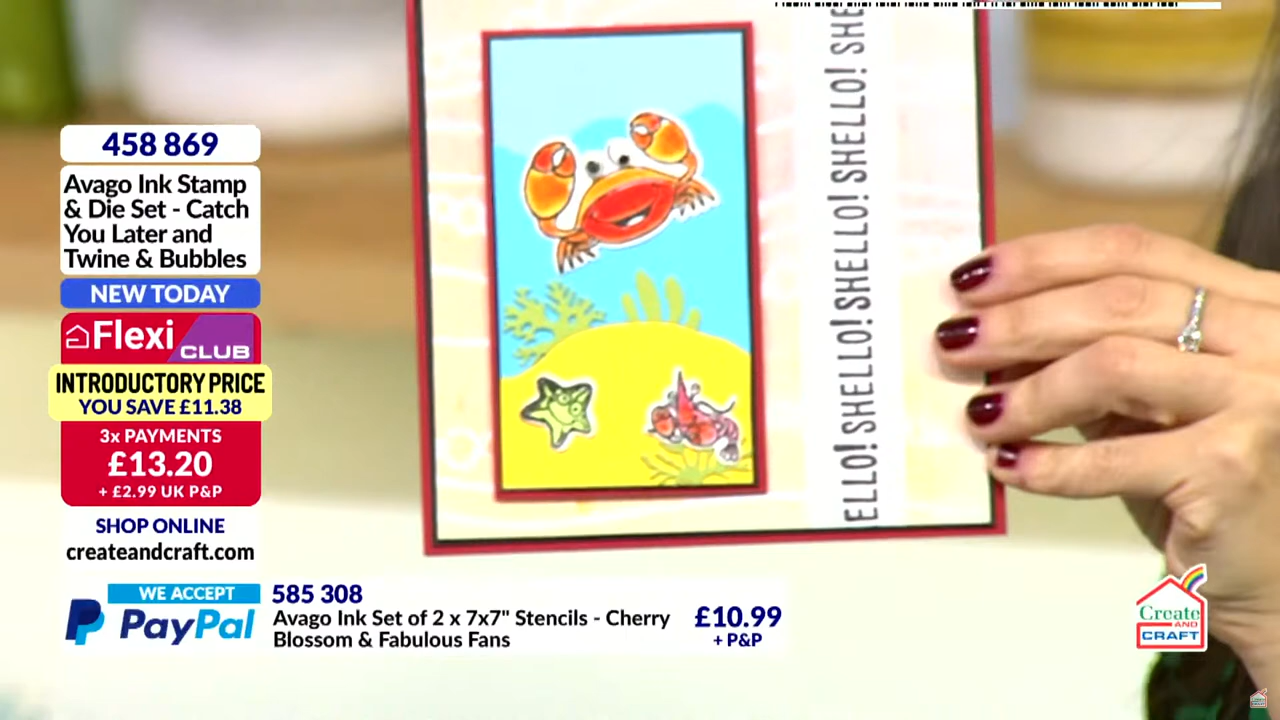 458 869
Avago Ink Stamp
& Die Set - Catch
You Later and
Twine & Bubbles
NEW TODAY
Flexi
CLUB
INTRODUCTORY PRICE
YOU SAVE £11.38
3x PAYMENTS
£13.20
+ £2.99 UK P&P
SHOP ONLINE
createandcraft.com
WE ACCEPT
PayPal
585 308
Avago Ink Set of 2 x 7x7" Stencils - Cherry
Blossom & Fabulous Fans
£10.99
+ P&P
ELLO! SHELLO! SHELLO! SHELLO! SHE
Create
AND
CRAFT